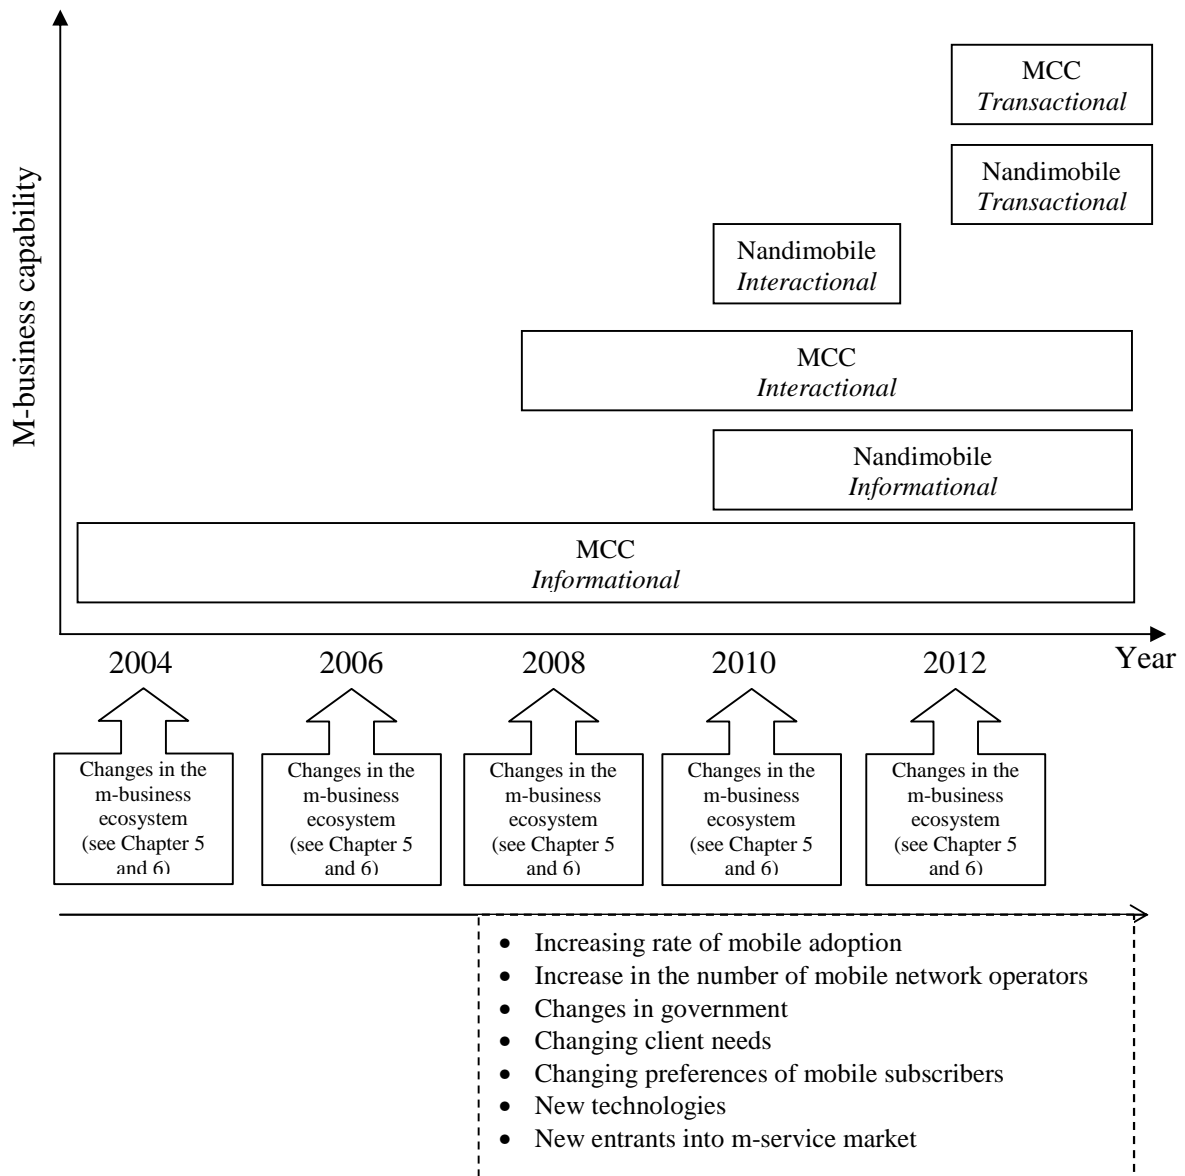 M-business capability
MCC
Transactional
Nandimobile
Transactional
Nandimobile
Interactional
MCC
Interactional
Nandimobile
Informational
MCC
Informational
2004
2006
2008
2010
2012
Year
Changes in the
m-business
ecosystem
(see Chapter 5
and 6)
Changes in the
m-business
ecosystem
(see Chapter 5
and 6)
Changes in the
m-business
ecosystem
(see Chapter 5
and 6)
Changes in the
m-business
ecosystem
(see Chapter 5
and 6)
Changes in the
m-business
ecosystem
(see Chapter 5
and 6)
• Increasing rate of mobile adoption
• Increase in the number of mobile network operators
• Changes in government
• Changing client needs
• Changing preferences of mobile subscribers
• New technologies
• New entrants into m-service market